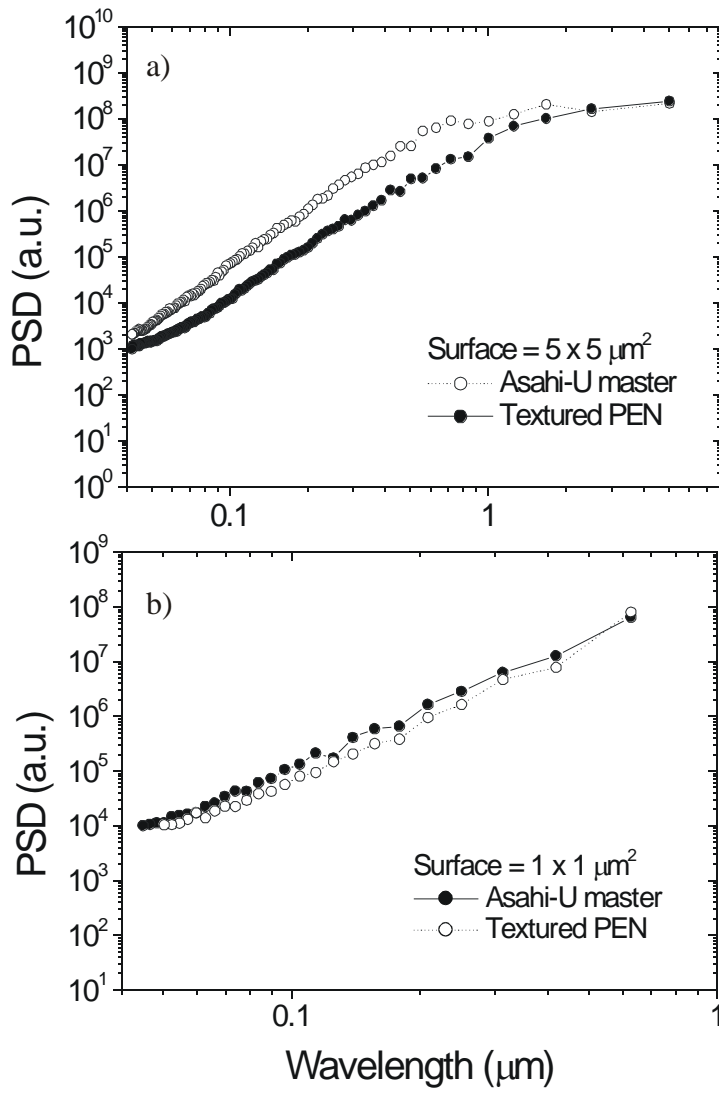 10^10
10^9
10^8
10^7
10^6
10^5
10^4
10^3
10^2
10^1
10^0
PSD (a.u.)
a)
Surface = 5 x 5 μm^2
Asahi-U master
Textured PEN
0.1
1
10^9
10^8
10^7
10^6
10^5
10^4
10^3
10^2
10^1
PSD (a.u.)
b)
Surface = 1 x 1 μm^2
Asahi-U master
Textured PEN
0.1
1
Wavelength (μm)